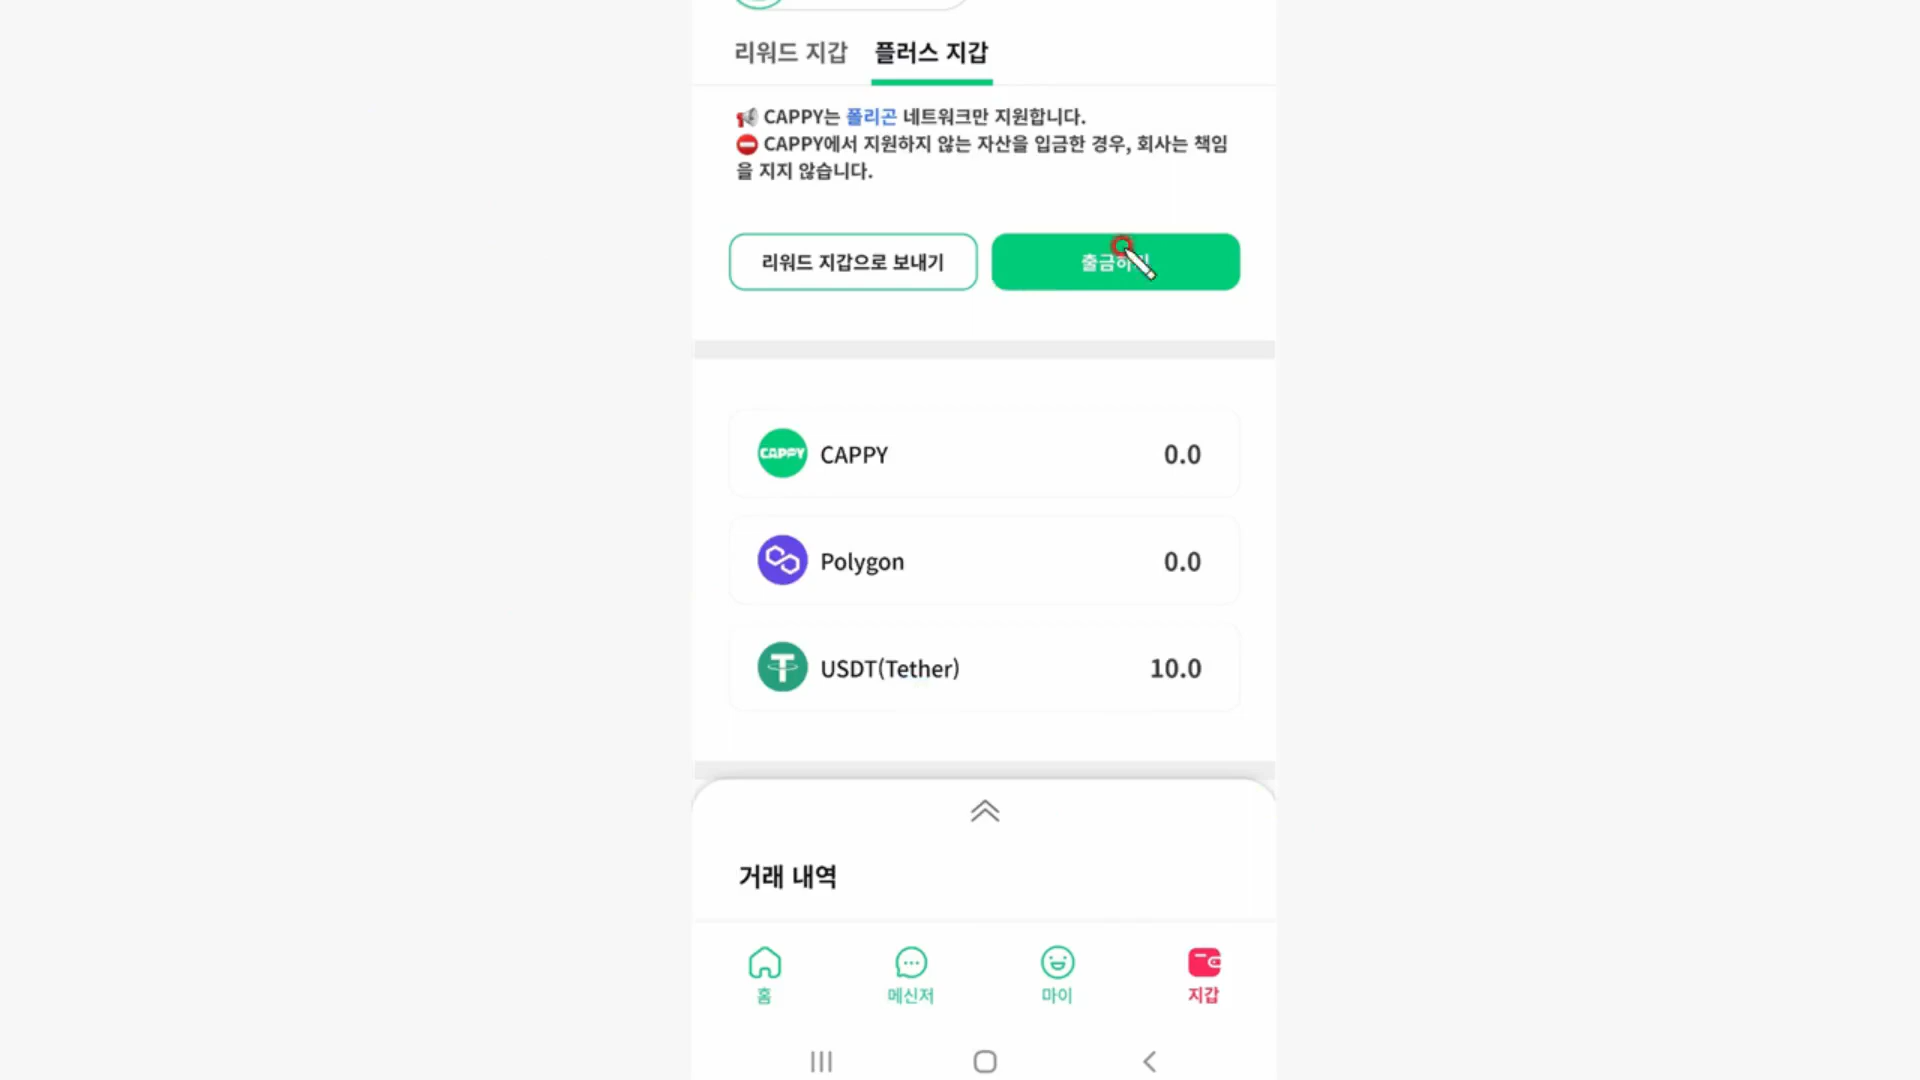 리워드 지갑 플러스 지갑
📢 CAPPY는 폴리곤 네트워크만 지원합니다.
⛔ CAPPY에서 지원하지 않는 자산을 입금한 경우, 회사는 책임
을 지지 않습니다.
리워드 지갑으로 보내기 출금하기
CAPPY CAPPY 0.0
Polygon 0.0
USDT(Tether) 10.0
거래 내역
홈 메신저 마이 지갑